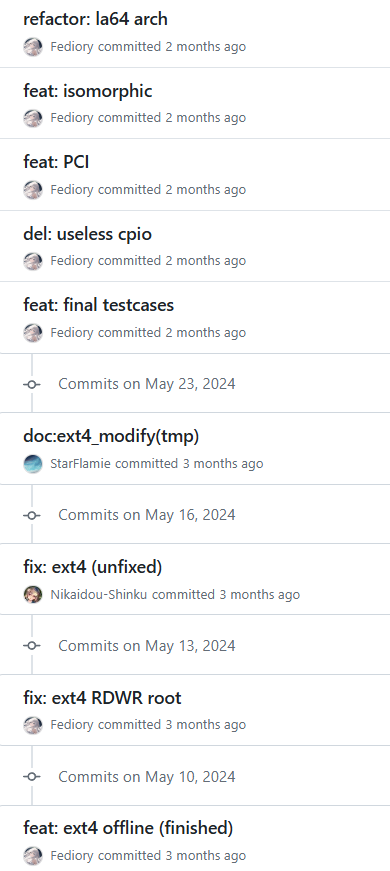 refactor: la64 arch
Fediory committed 2 months ago
feat: isomorphic
Fediory committed 2 months ago
feat: PCI
Fediory committed 2 months ago
del: useless cpio
Fediory committed 2 months ago
feat: final testcases
Fediory committed 2 months ago
Commits on May 23, 2024
doc:ext4_modify(tmp)
StarFlamie committed 3 months ago
Commits on May 16, 2024
fix: ext4 (unfixed)
Nikaidou-Shinku committed 3 months ago
Commits on May 13, 2024
fix: ext4 RDWR root
Fediory committed 3 months ago
Commits on May 10, 2024
feat: ext4 offline (finished)
Fediory committed 3 months ago